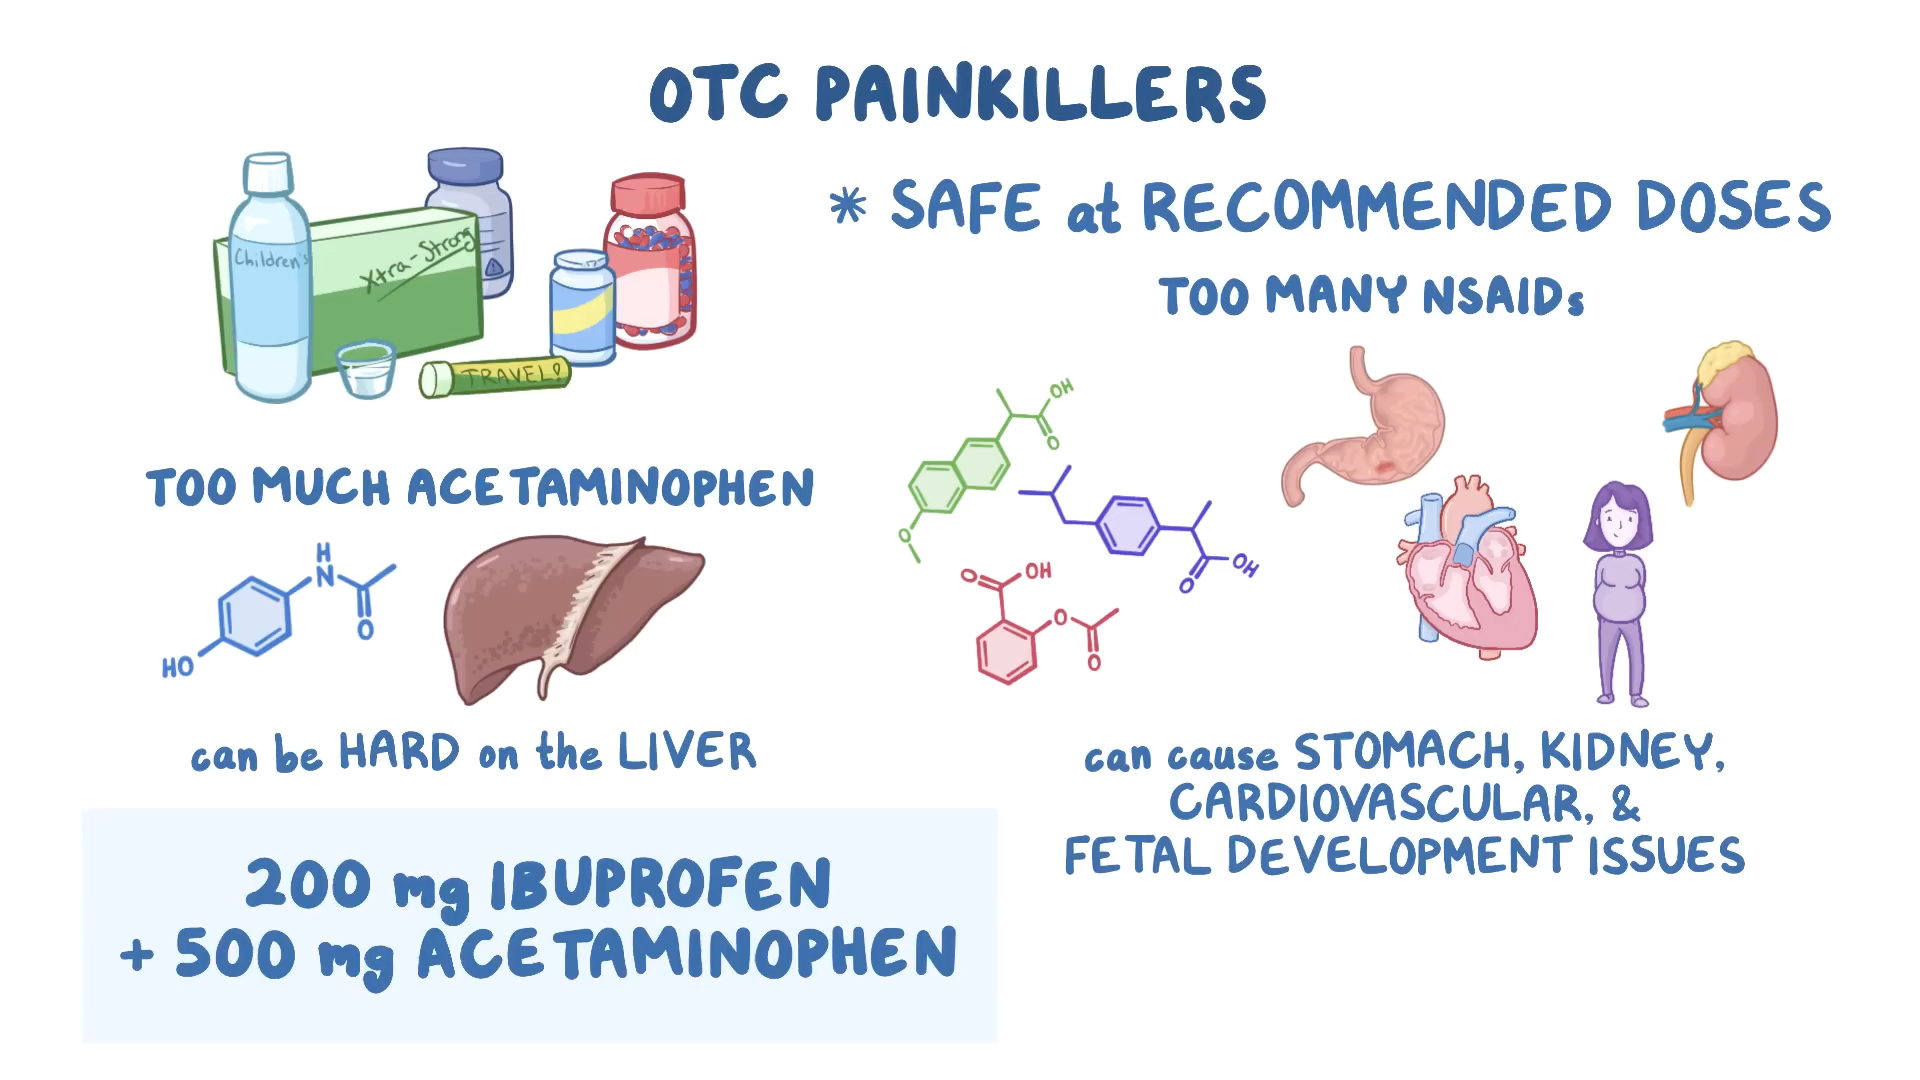 OTC PAINKILLERS
* SAFE at RECOMMENDED DOSES
Children's
Xtra-Strong
TRAVEL!
TOO MUCH ACETAMINOPHEN
HO
H
N
O
can be HARD on the LIVER
200 mg IBUPROFEN
+ 500 mg ACETAMINOPHEN
TOO MANY NSAIDs
OH
O
O
OH
O
O
OH
O
O
can cause STOMACH, KIDNEY,
CARDIOVASCULAR, &
FETAL DEVELOPMENT ISSUES